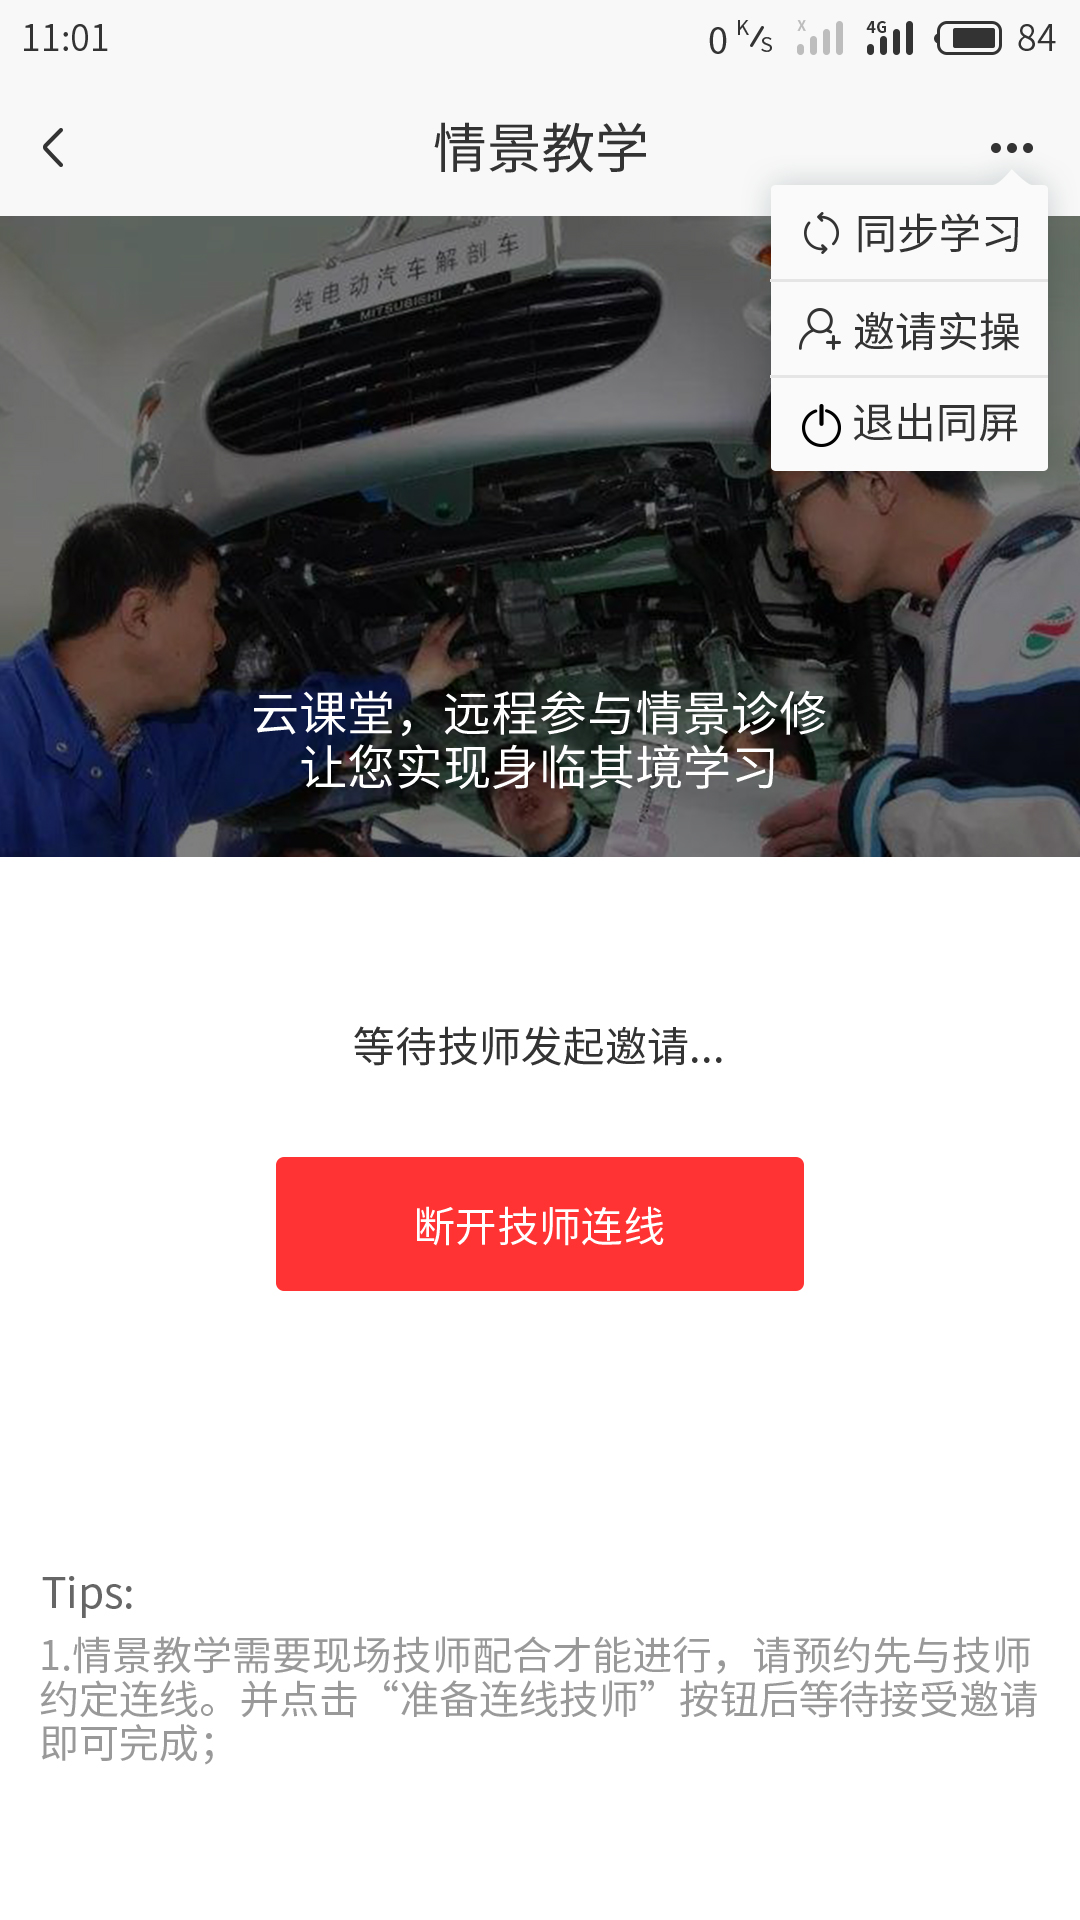 11:01
0 K/s
x
4G
84
情景教学
同步学习
邀请实操
退出同屏
纯电动汽车解剖车
MITSUBISHI
云课堂，远程参与情景诊修
让您实现身临其境学习
等待技师发起邀请...
断开技师连线
Tips:
1.情景教学需要现场技师配合才能进行，请预约先与技师
约定连线。并点击“准备连线技师”按钮后等待接受邀请
即可完成；